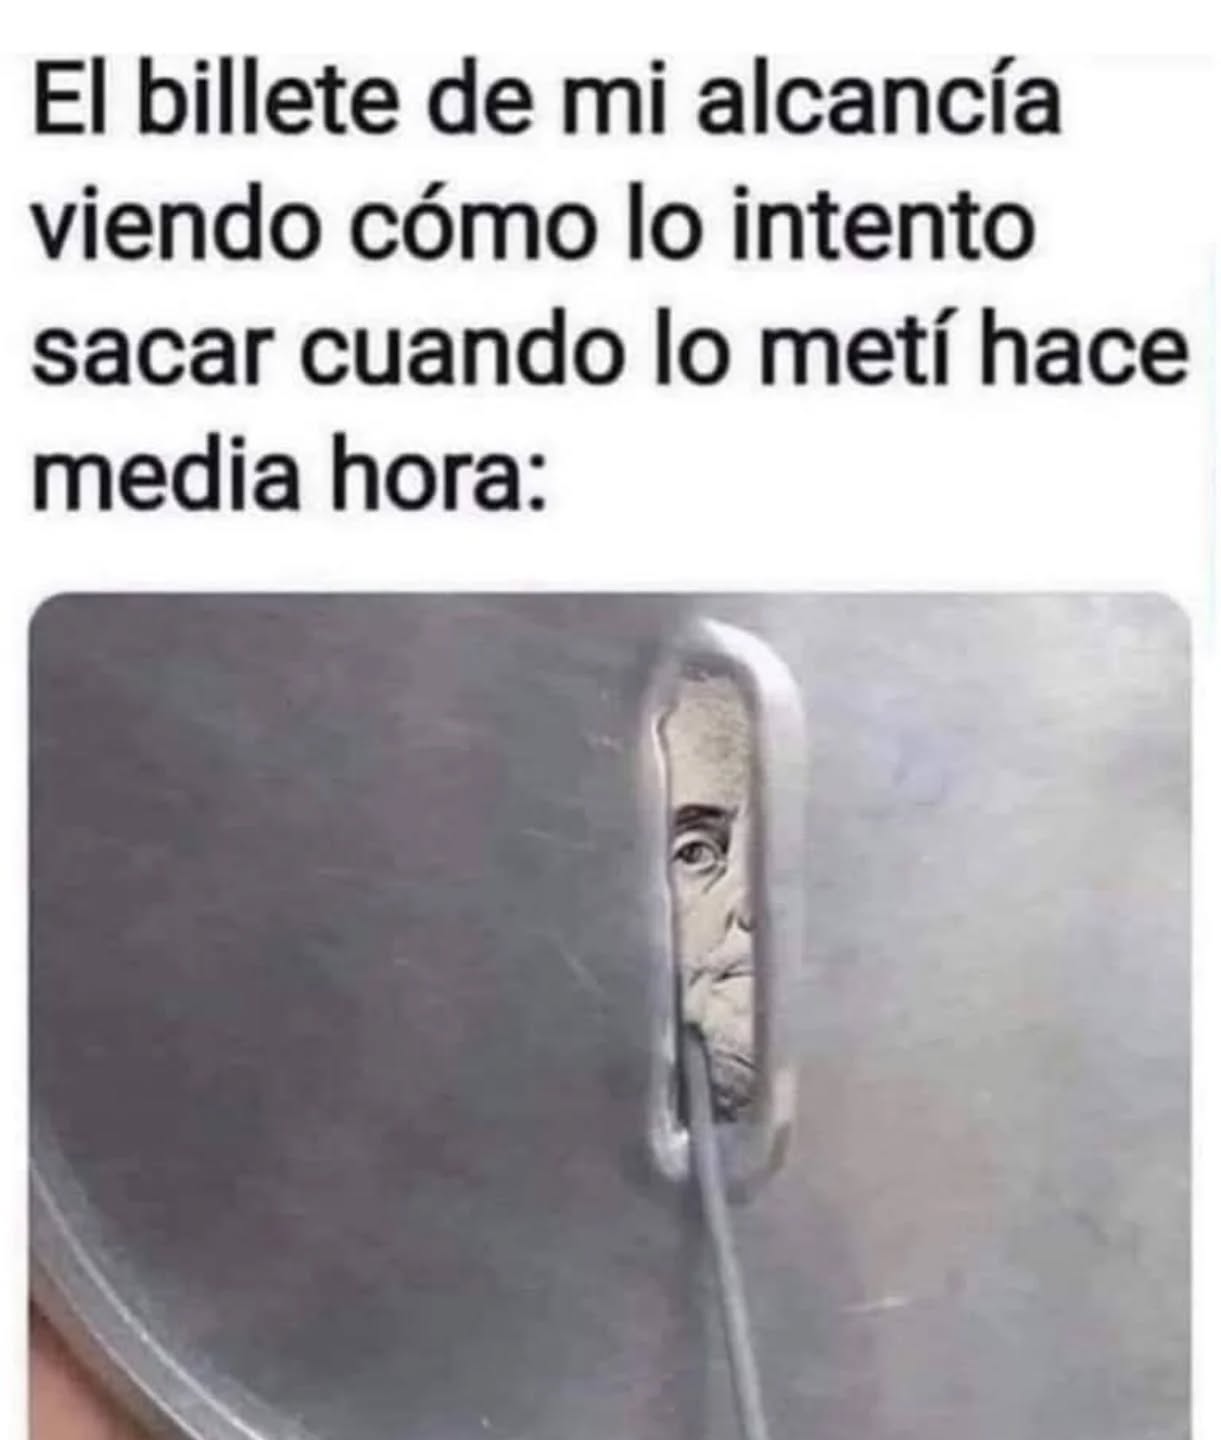 El billete de mi alcancía
viendo cómo lo intento
sacar cuando lo metí hace
media hora: